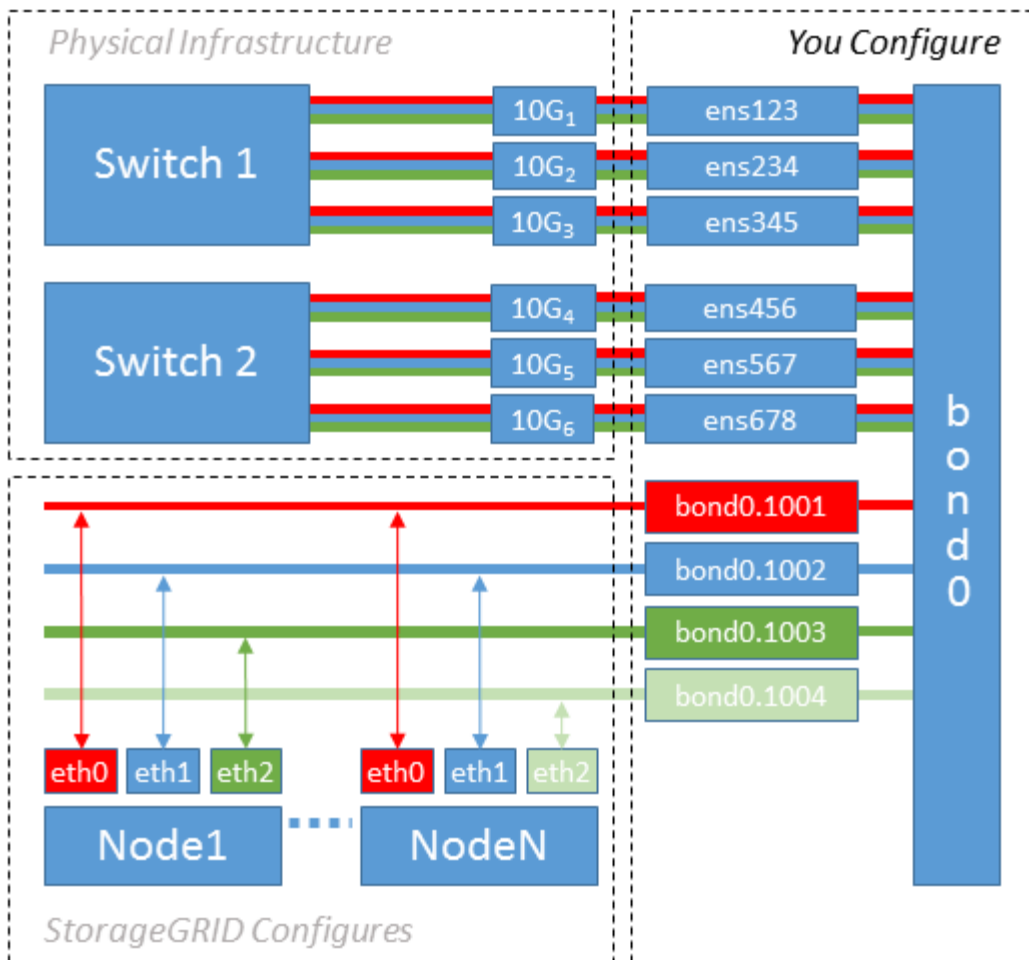 Physical Infrastructure
You Configure
Switch 1
10G₁
ens123
10G₂
ens234
10G₃
ens345
Switch 2
10G₄
ens456
10G₅
ens567
10G₆
ens678
bond0
bond0.1001
bond0.1002
bond0.1003
bond0.1004
eth0 eth1 eth2
eth0 eth1 eth2
Node1
NodeN
StorageGRID Configures